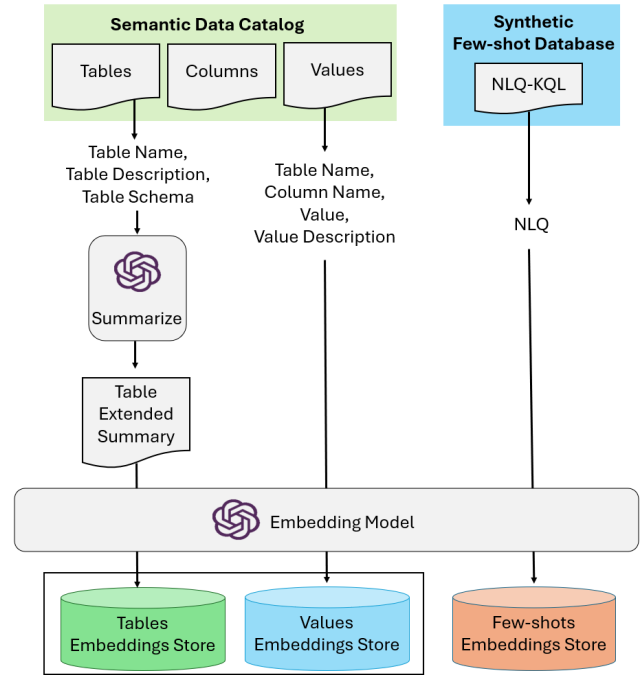 Semantic Data Catalog
Tables
Columns
Values
Synthetic
Few-shot Database
NLQ-KQL
Table Name,
Table Description,
Table Schema
Table Name,
Column Name,
Value,
Value Description
NLQ
Summarize
Table
Extended
Summary
Embedding Model
Tables
Embeddings Store
Values
Embeddings Store
Few-shots
Embeddings Store